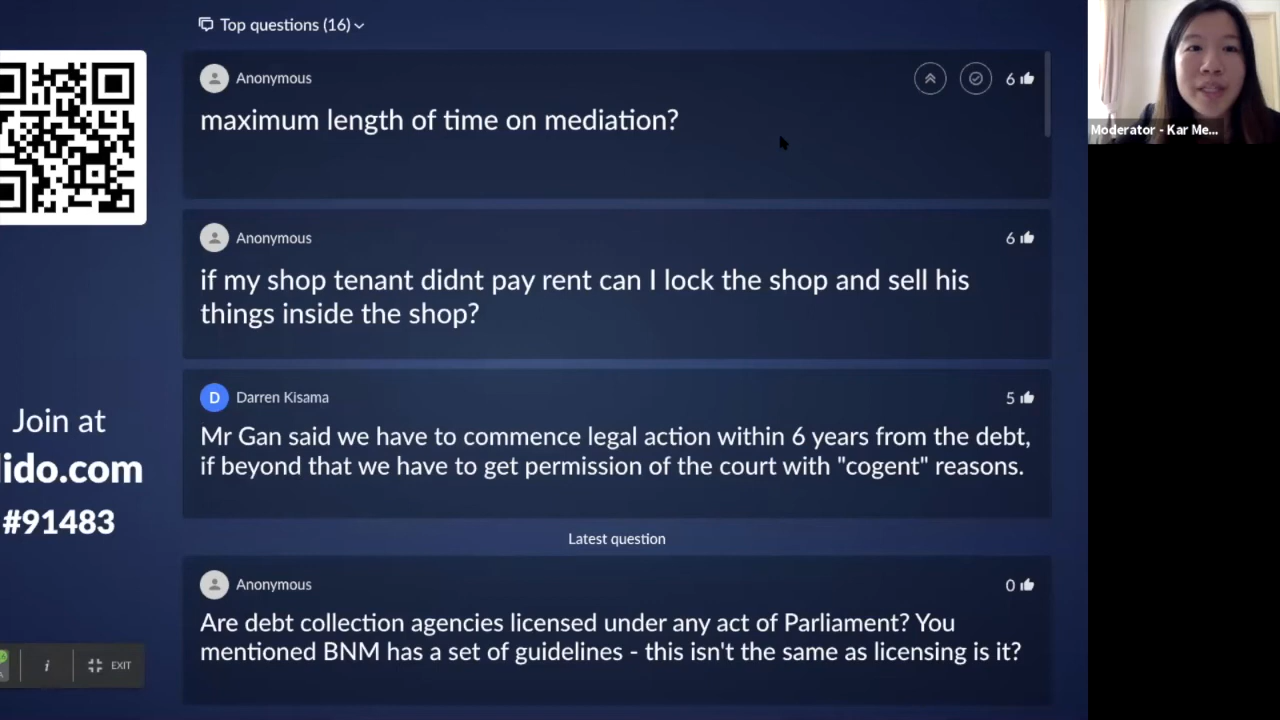 Top questions (16)
Anonymous
6
maximum length of time on mediation?
Anonymous
6
if my shop tenant didnt pay rent can I lock the shop and sell his
things inside the shop?
D
Darren Kisama
5
Mr Gan said we have to commence legal action within 6 years from the debt,
if beyond that we have to get permission of the court with "cogent" reasons.
Latest question
Anonymous
0
Are debt collection agencies licensed under any act of Parliament? You
mentioned BNM has a set of guidelines - this isn't the same as licensing is it?
Join at
lido.com
#91483
i
EXIT
Moderator - Kar Me...